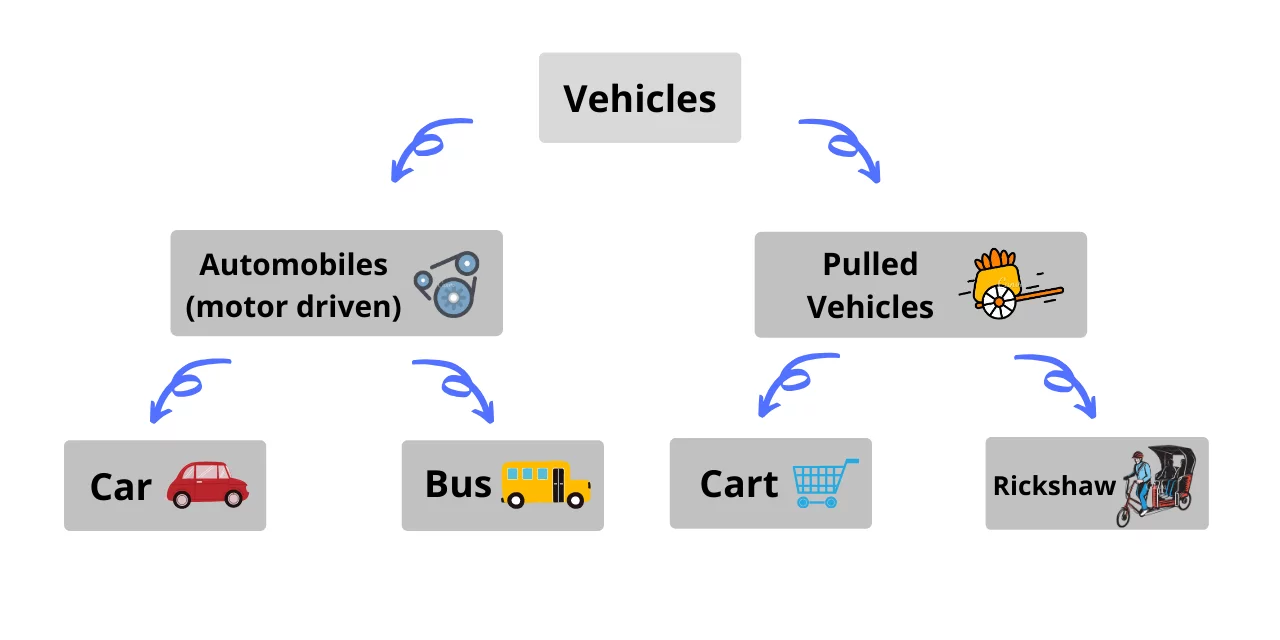 Vehicles
Automobiles
(motor driven)
Pulled
Vehicles
Car
Bus
Cart
Rickshaw